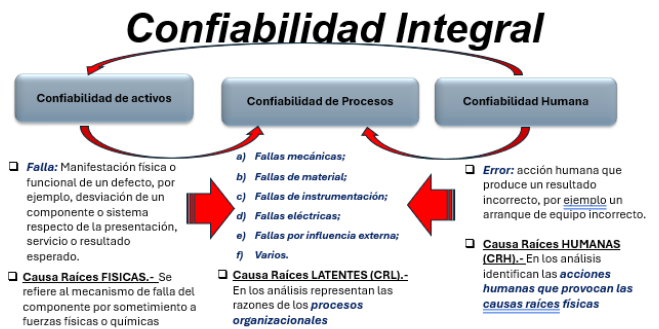 Confiabilidad Integral
Confiabilidad de activos
Confiabilidad de Procesos
Confiabilidad Humana
Falla: Manifestación física o
funcional de un defecto, por
ejemplo, desviación de un
componente o sistema
respecto de la presentación,
servicio o resultado
esperado.
Causa Raíces FISICAS.- Se
refiere al mecanismo de falla del
componente por sometimiento a
fuerzas físicas o químicas
a) Fallas mecánicas;
b) Fallas de material;
c) Fallas de instrumentación;
d) Fallas eléctricas;
e) Fallas por influencia externa;
f) Varios.
Causa Raíces LATENTES (CRL).-
En los análisis representan las
razones de los procesos
organizacionales
Error: acción humana que
produce un resultado
incorrecto, por ejemplo un
arranque de equipo incorrecto.
Causa Raíces HUMANAS
(CRH).- En los análisis
identifican las acciones
humanas que provocan las
causas raíces físicas